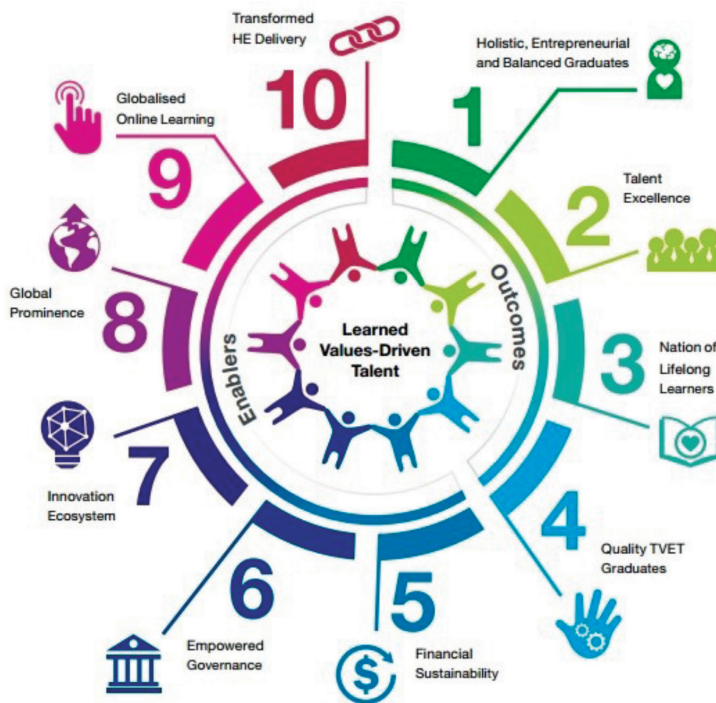 Transformed
HE Delivery
10
Holistic, Entrepreneurial
and Balanced Graduates
1
Globalised
Online Learning
9
Talent
Excellence
2
Global
Prominence
8
Nation of
Lifelong
Learners
3
Enablers
Learned
Values-Driven
Talent
Outcomes
Innovation
Ecosystem
7
Quality TVET
Graduates
4
Empowered
Governance
6
Financial
Sustainability
5
$